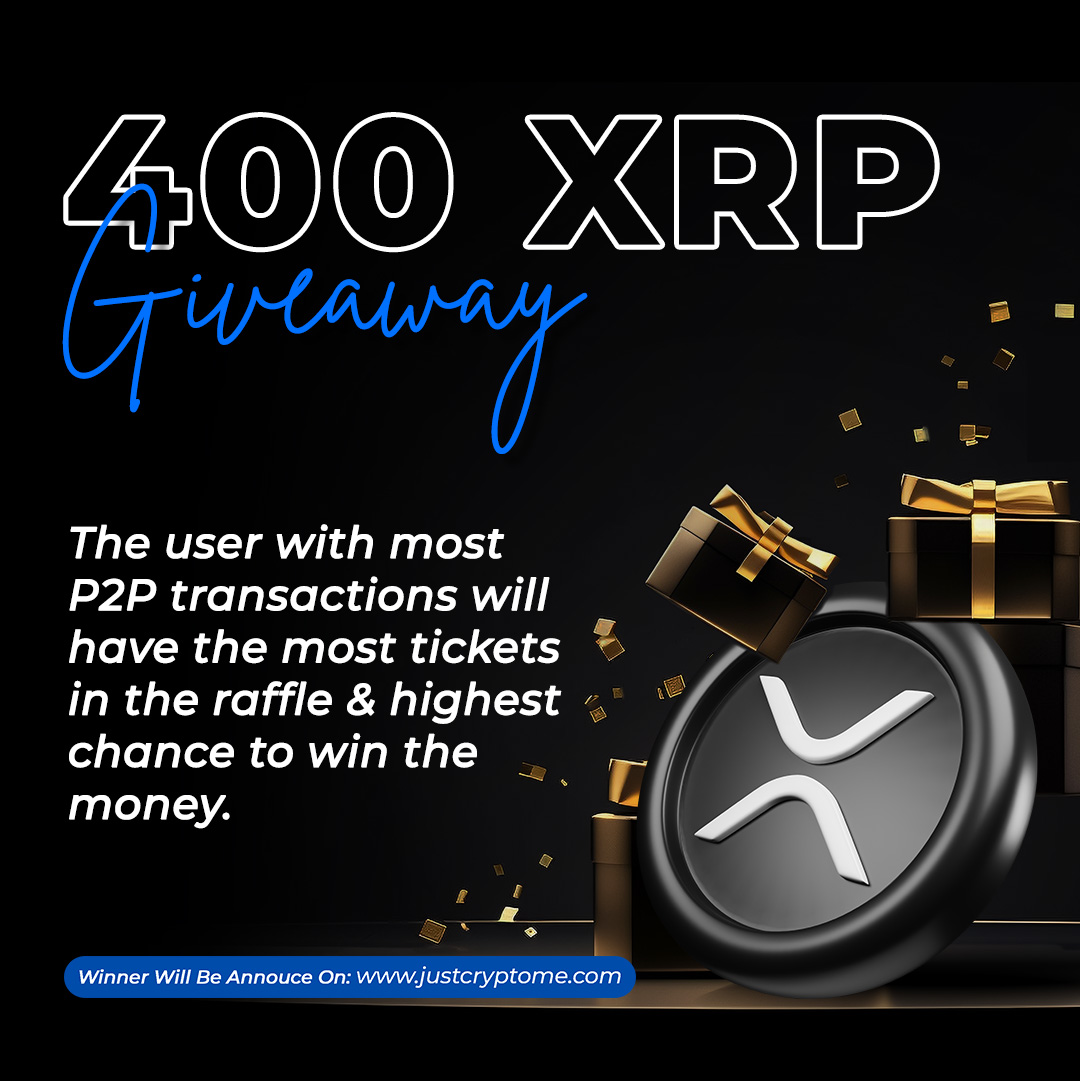 400 XRP
Giveaway
The user with most
P2P transactions will
have the most tickets
in the raffle & highest
chance to win the
money.
Winner Will Be Annouce On: www.justcryptome.com